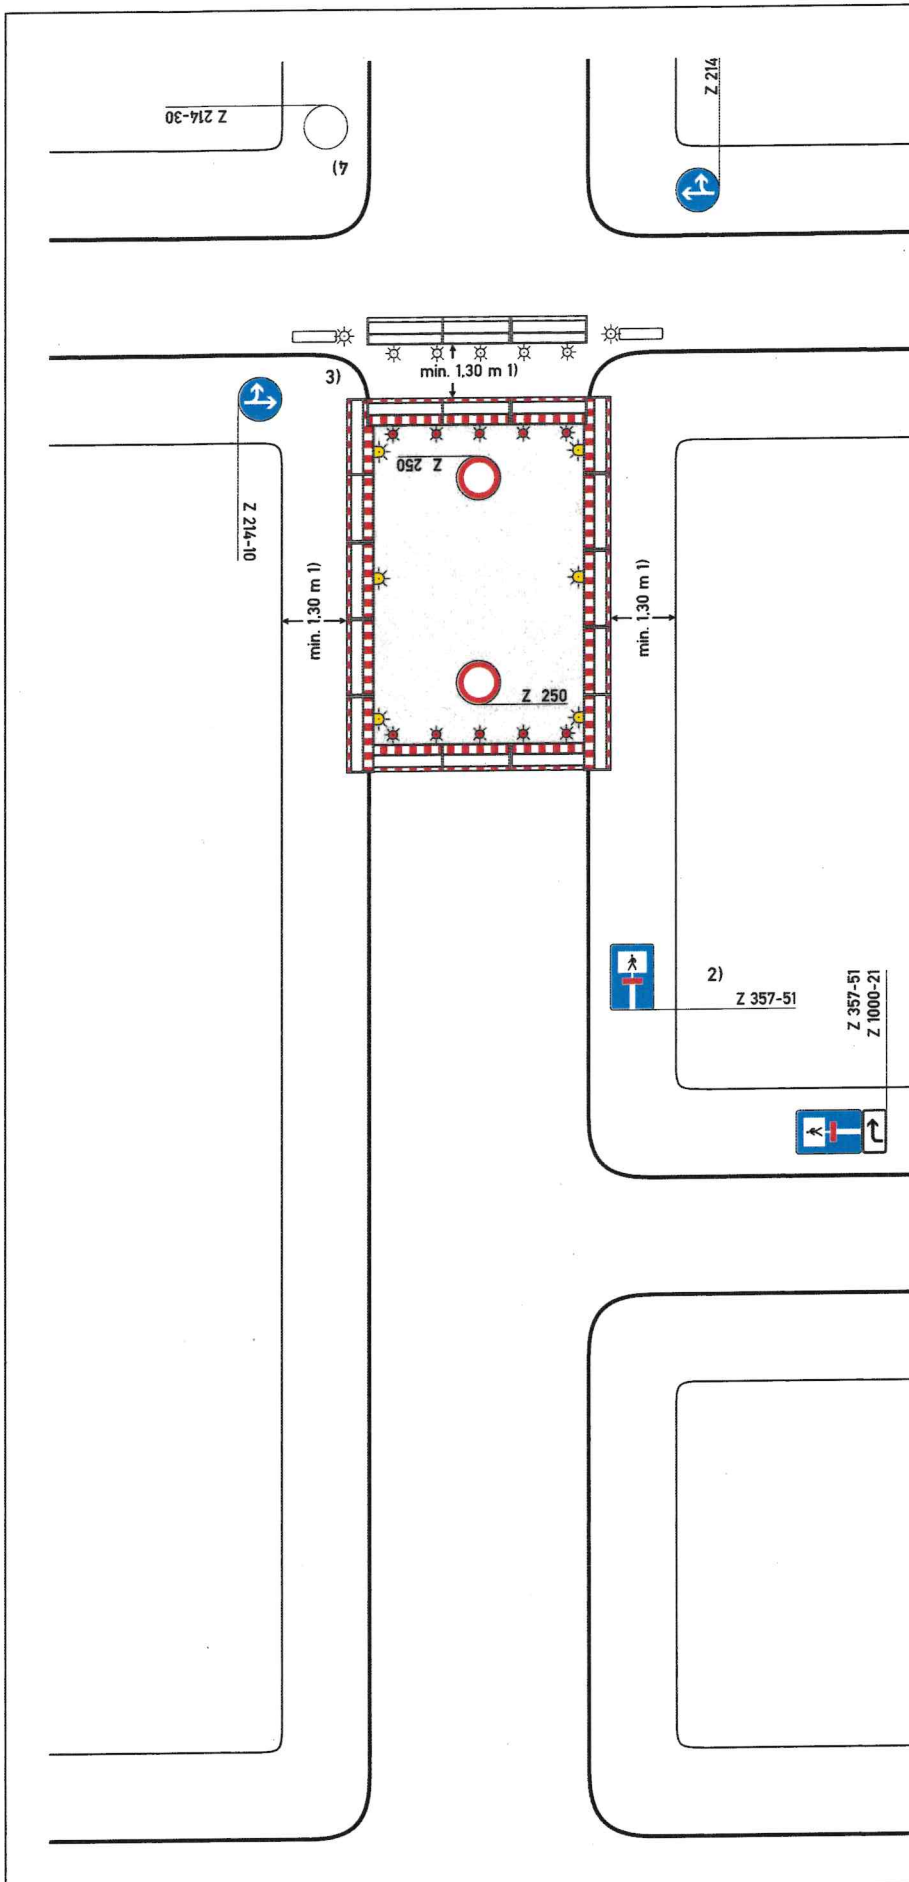 Z 214-30
4)
Z 214
3)
min. 1,30 m 1)
Z 250
Z 214-10
min. 1,30 m 1)
min. 1,30 m 1)
Z 250
2)
Z 357-51
Z 357-51
Z 1000-21